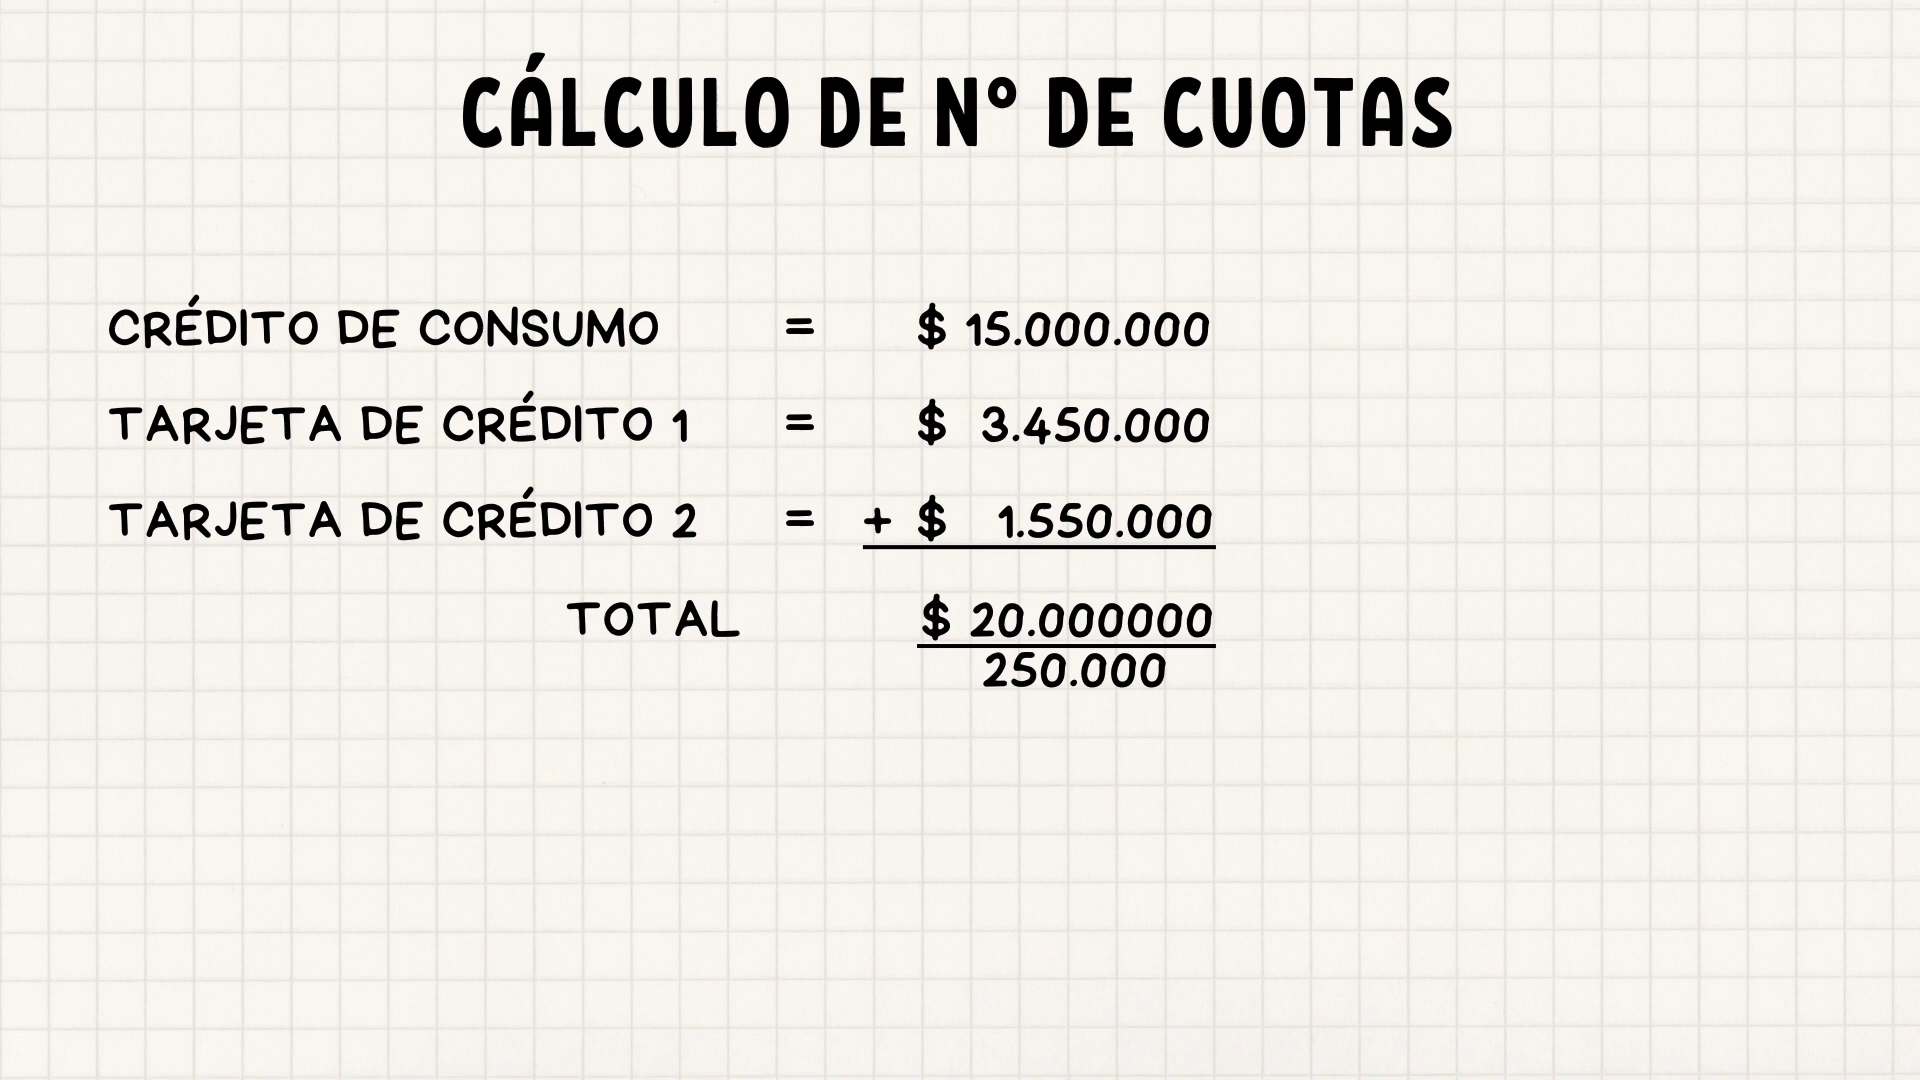 CÁLCULO DE N° DE CUOTAS
CRÉDITO DE CONSUMO = $ 15.000.000
TARJETA DE CRÉDITO 1 = $ 3.450.000
TARJETA DE CRÉDITO 2 = + $ 1.550.000
TOTAL $ 20.000000
250.000